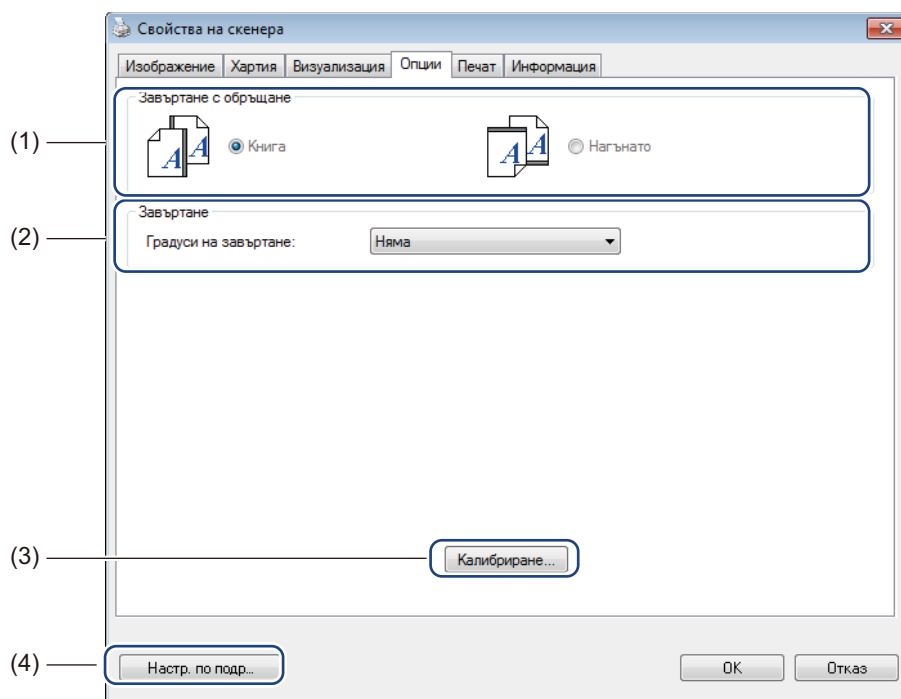 Свойства на скенера
Изображение Хартия Визуализация Опции Печат Информация
Завъртане с обръщане
(1)
A A Книга A A Нагънато
Завъртане
(2)
Градуси на завъртане: Няма
(3)
Калибриране...
(4)
Настр. по подр... OK Отказ